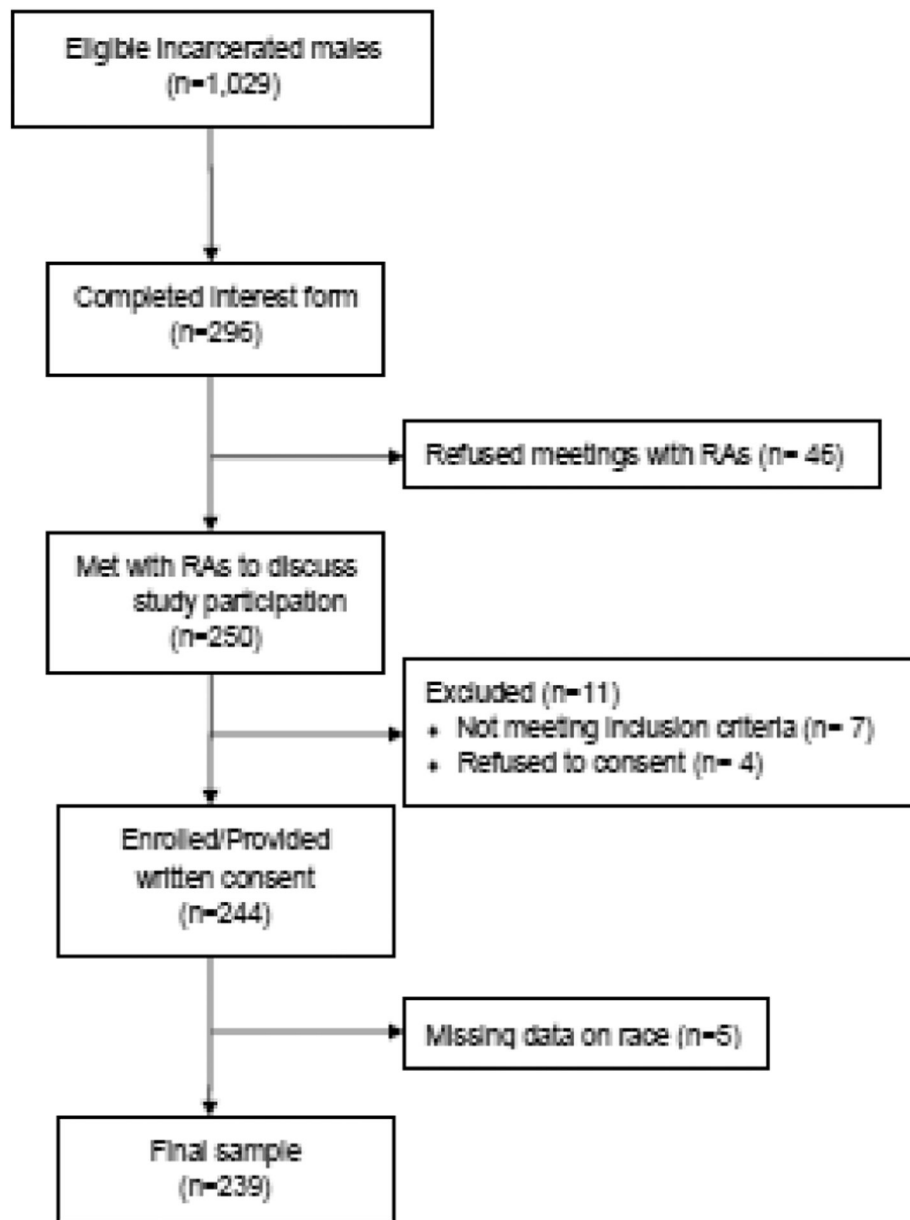 Eligible incarcerated males
(n=1,029)
Completed interest form
(n=296)
Refused meetings with RAs (n= 46)
Met with RAs to discuss
study participation
(n=250)
Excluded (n=11)
• Not meeting inclusion criteria (n= 7)
• Refused to consent (n= 4)
Enrolled/Provided
written consent
(n=244)
Missing data on race (n=5)
Final sample
(n=239)